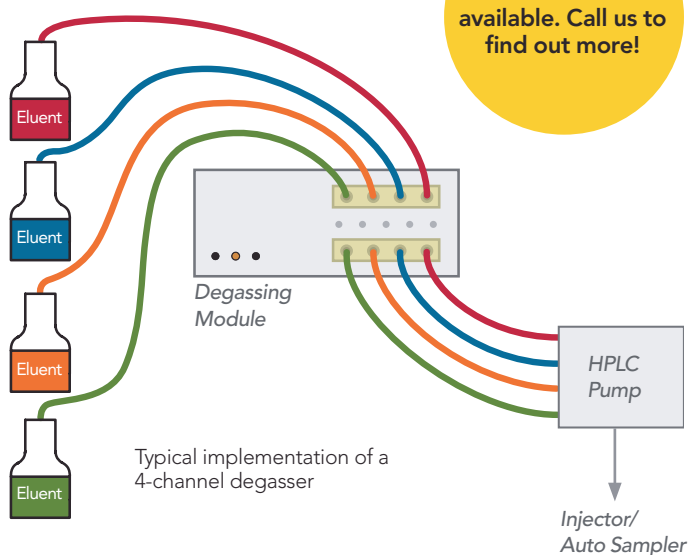 available. Call us to
find out more!
Eluent
Eluent
Eluent
Eluent
Degassing
Module
HPLC
Pump
Typical implementation of a
4-channel degasser
Injector/
Auto Sampler